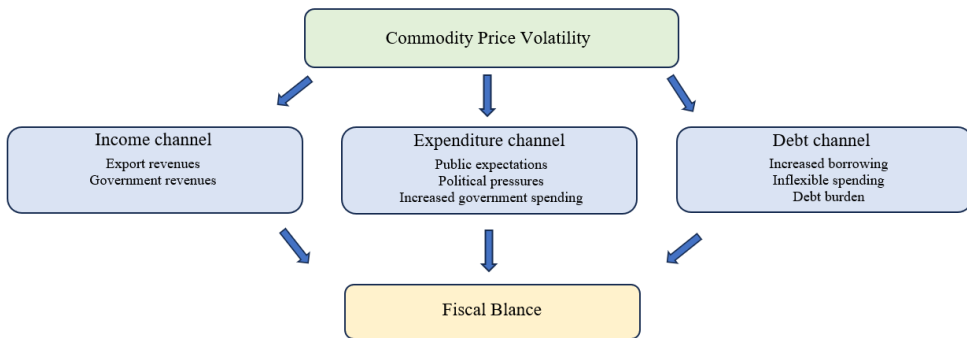 Commodity Price Volatility
Income channel
Export revenues
Government revenues
Expenditure channel
Public expectations
Political pressures
Increased government spending
Debt channel
Increased borrowing
Inflexible spending
Debt burden
Fiscal Blance